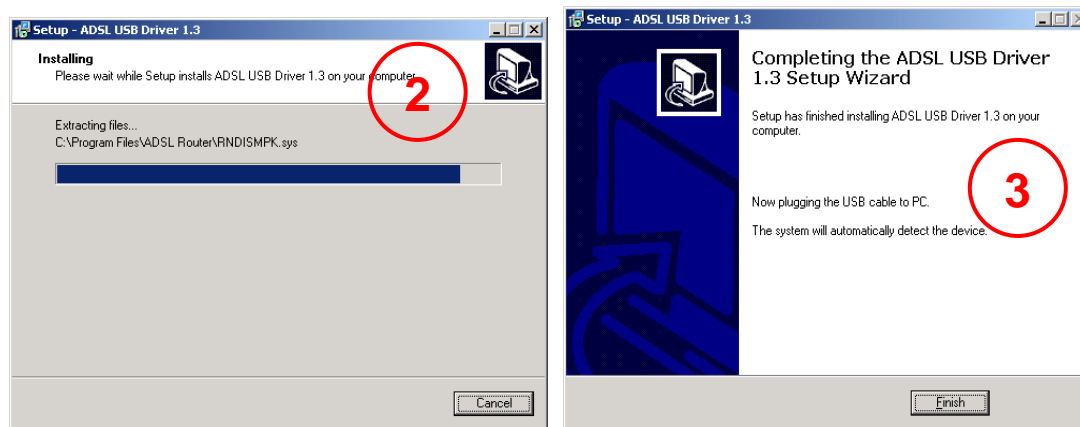 Setup - ADSL USB Driver 1.3
Installing
Please wait while Setup installs ADSL USB Driver 1.3 on your computer.
2
Extracting files...
C:\Program Files\ADSL Router\RNDISMPK.sys
Cancel
Setup - ADSL USB Driver 1.3
Completing the ADSL USB Driver
1.3 Setup Wizard
Setup has finished installing ADSL USB Driver 1.3 on your
computer.
3
Now plugging the USB cable to PC.
The system will automatically detect the device.
Finish